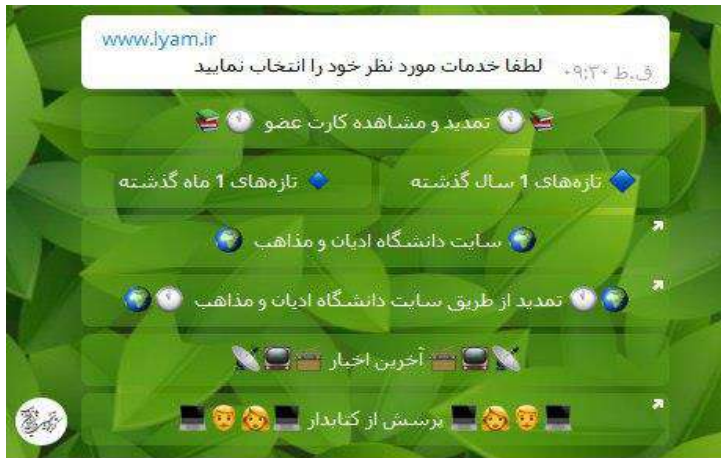 www.lyam.ir
لطفا خدمات مورد نظر خود را انتخاب نمایید
۰۹:۳۰ ق.ظ
📚🕚 تمدید و مشاهده کارت عضو 🕚📚
🔷 تازه‌های 1 سال گذشته
🔷 تازه‌های 1 ماه گذشته
🌍 سایت دانشگاه ادیان و مذاهب 🌍
🌍🕚 تمدید از طریق سایت دانشگاه ادیان و مذاهب 🕚🌍
📡📺📻 آخرین اخبار 📻📺📡
💻👨👩💻 پرسش از کتابدار 💻👩👨💻